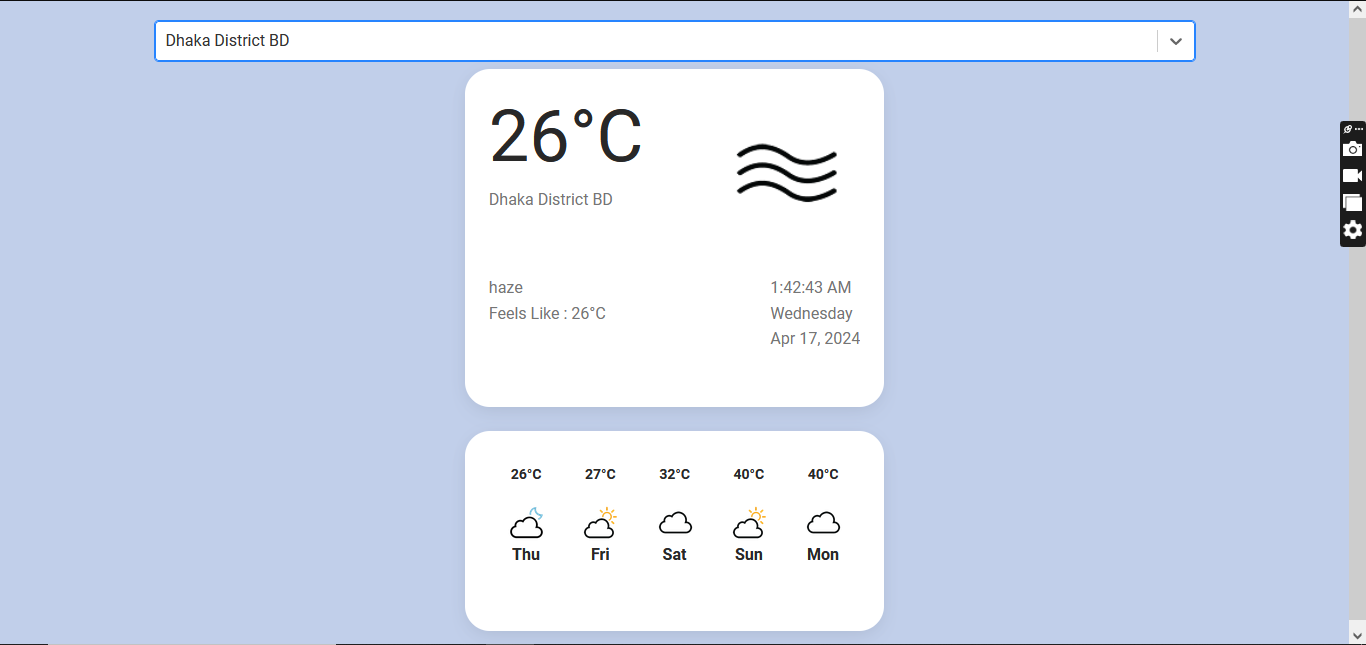 Dhaka District BD
26°C
Dhaka District BD
haze
Feels Like : 26°C
1:42:43 AM
Wednesday
Apr 17, 2024
26°C 27°C 32°C 40°C 40°C
Thu Fri Sat Sun Mon